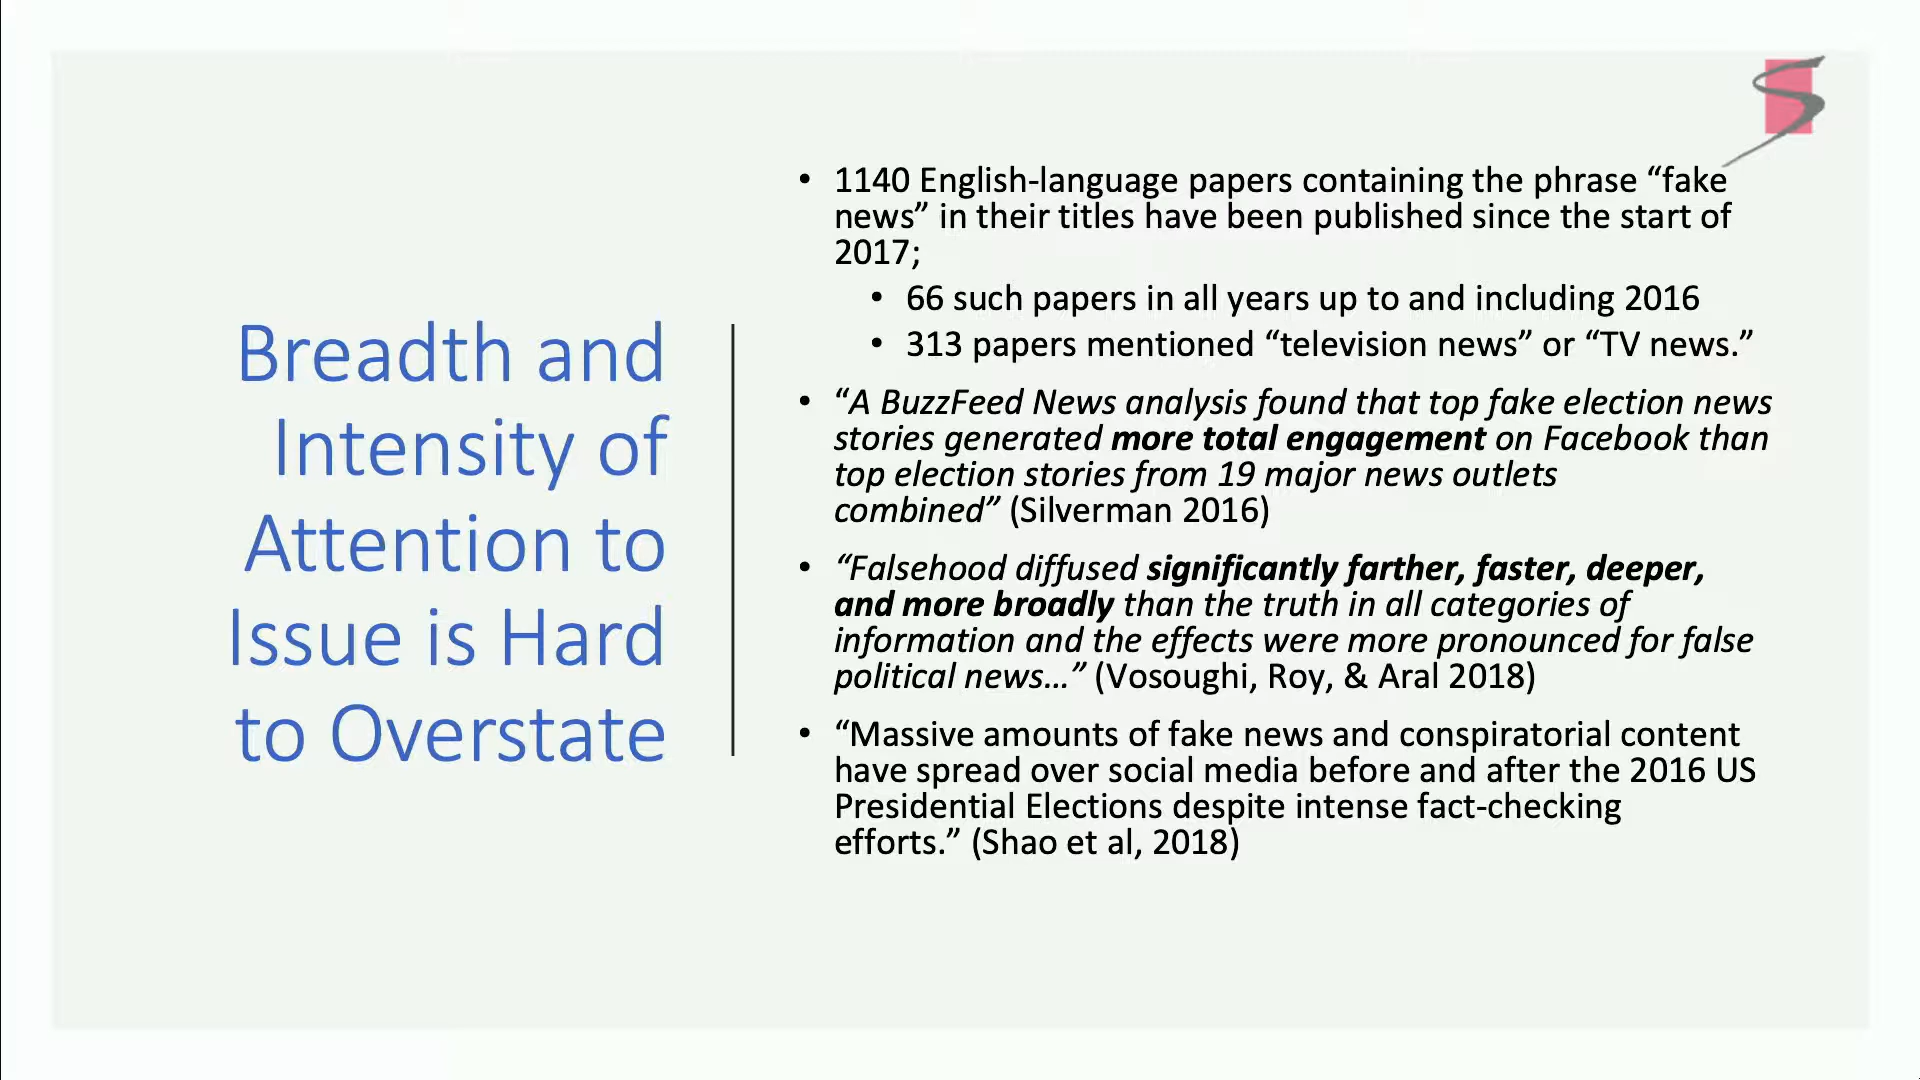 Breadth and
Intensity of
Attention to
Issue is Hard
to Overstate
• 1140 English-language papers containing the phrase “fake
news” in their titles have been published since the start of
2017;
• 66 such papers in all years up to and including 2016
• 313 papers mentioned “television news” or “TV news.”
• “A BuzzFeed News analysis found that top fake election news
stories generated more total engagement on Facebook than
top election stories from 19 major news outlets
combined” (Silverman 2016)
• “Falsehood diffused significantly farther, faster, deeper,
and more broadly than the truth in all categories of
information and the effects were more pronounced for false
political news…” (Vosoughi, Roy, & Aral 2018)
• “Massive amounts of fake news and conspiratorial content
have spread over social media before and after the 2016 US
Presidential Elections despite intense fact-checking
efforts.” (Shao et al, 2018)